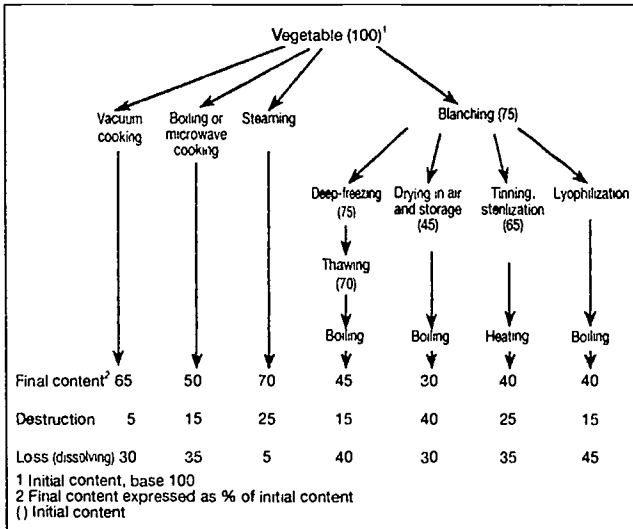 Vegetable (100)¹
Vacuum cooking
Boiling or microwave cooking
Steaming
Blanching (75)
Deep-freezing (75)
Drying in air and storage (45)
Tinning, sterilization (65)
Lyophilization
Thawing (70)
Boiling Boiling Heating Boiling
Final content² 65 50 70 45 30 40 40
Destruction 5 15 25 15 40 25 15
Loss (dissolving) 30 35 5 40 30 35 45
1 Initial content, base 100
2 Final content expressed as % of initial content
() Initial content